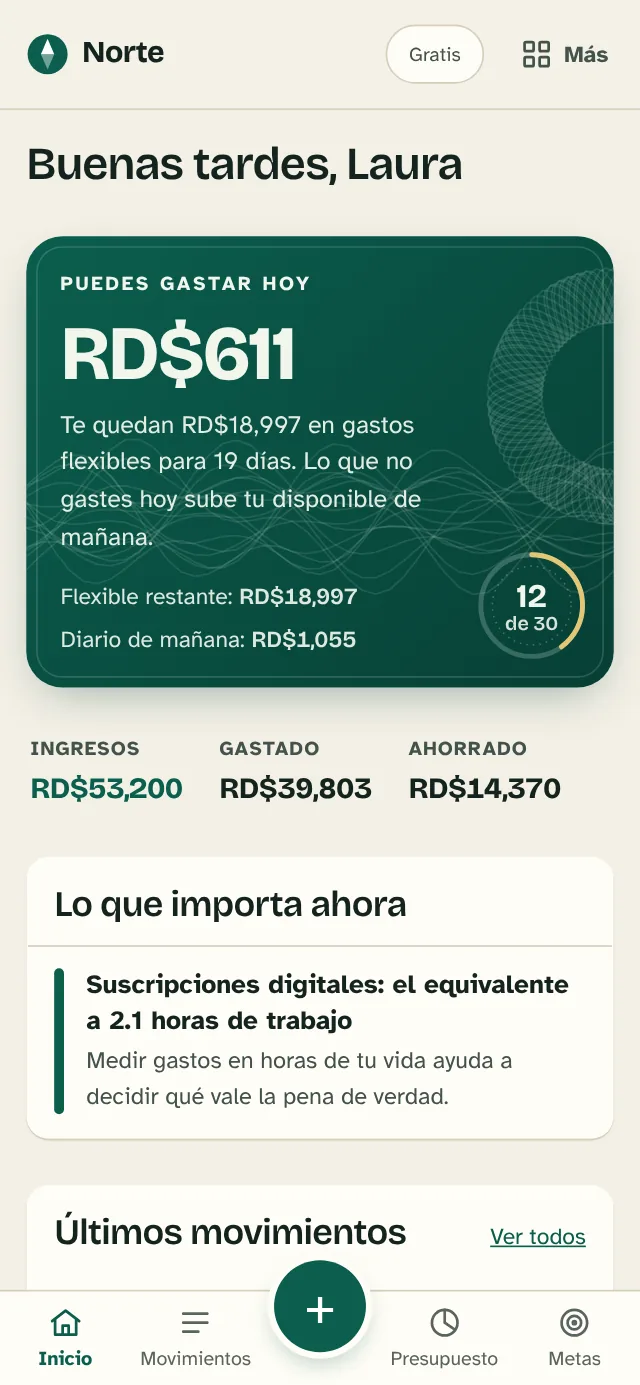 Norte
Gratis
Más
Buenas tardes, Laura
PUEDES GASTAR HOY
RD$611
Te quedan RD$18,997 en gastos
flexibles para 19 días. Lo que no
gastes hoy sube tu disponible de
mañana.
Flexible restante: RD$18,997
Diario de mañana: RD$1,055
12
de 30
INGRESOS
GASTADO
AHORRADO
RD$53,200
RD$39,803
RD$14,370
Lo que importa ahora
Suscripciones digitales: el equivalente
a 2.1 horas de trabajo
Medir gastos en horas de tu vida ayuda a
decidir qué vale la pena de verdad.
Últimos movimientos
Ver todos
+
Inicio
Movimientos
Presupuesto
Metas